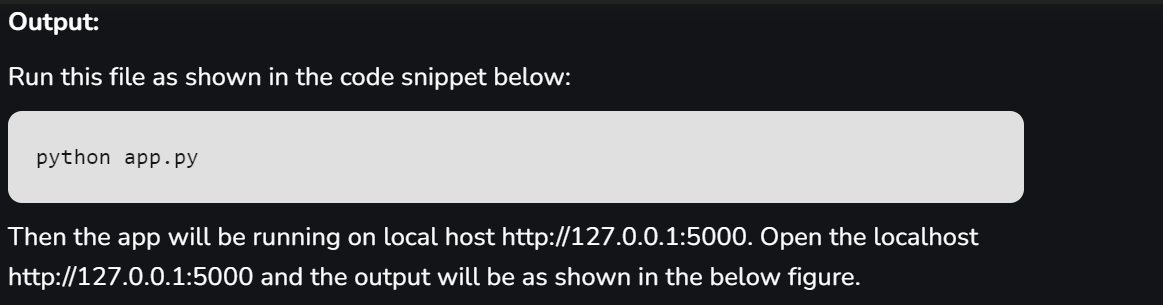 Output:
Run this file as shown in the code snippet below:
python app.py
Then the app will be running on local host http://127.0.0.1:5000. Open the localhost
http://127.0.0.1:5000 and the output will be as shown in the below figure.